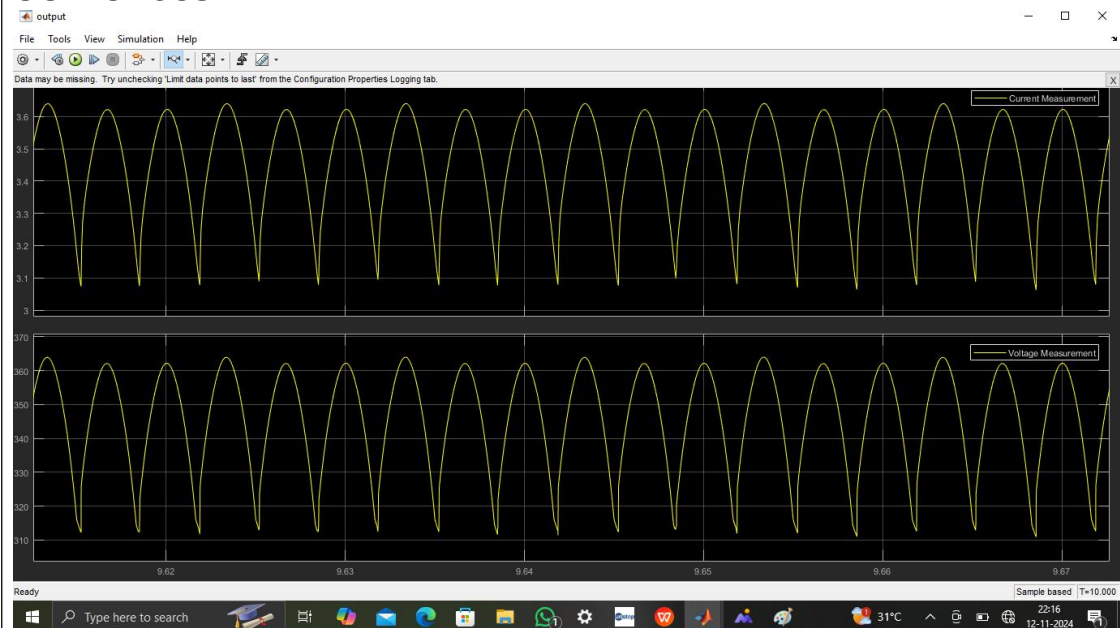 output
File Tools View Simulation Help
Data may be missing. Try unchecking 'Limit data points to last' from the Configuration Properties Logging tab. X
Current Measurement
3.6
3.5
3.4
3.3
3.2
3.1
3
Voltage Measurement
370
360
350
340
330
320
310
9.62 9.63 9.64 9.65 9.66 9.67
Ready Sample based T=10.000
Type here to search 31°C 22:16
12-11-2024